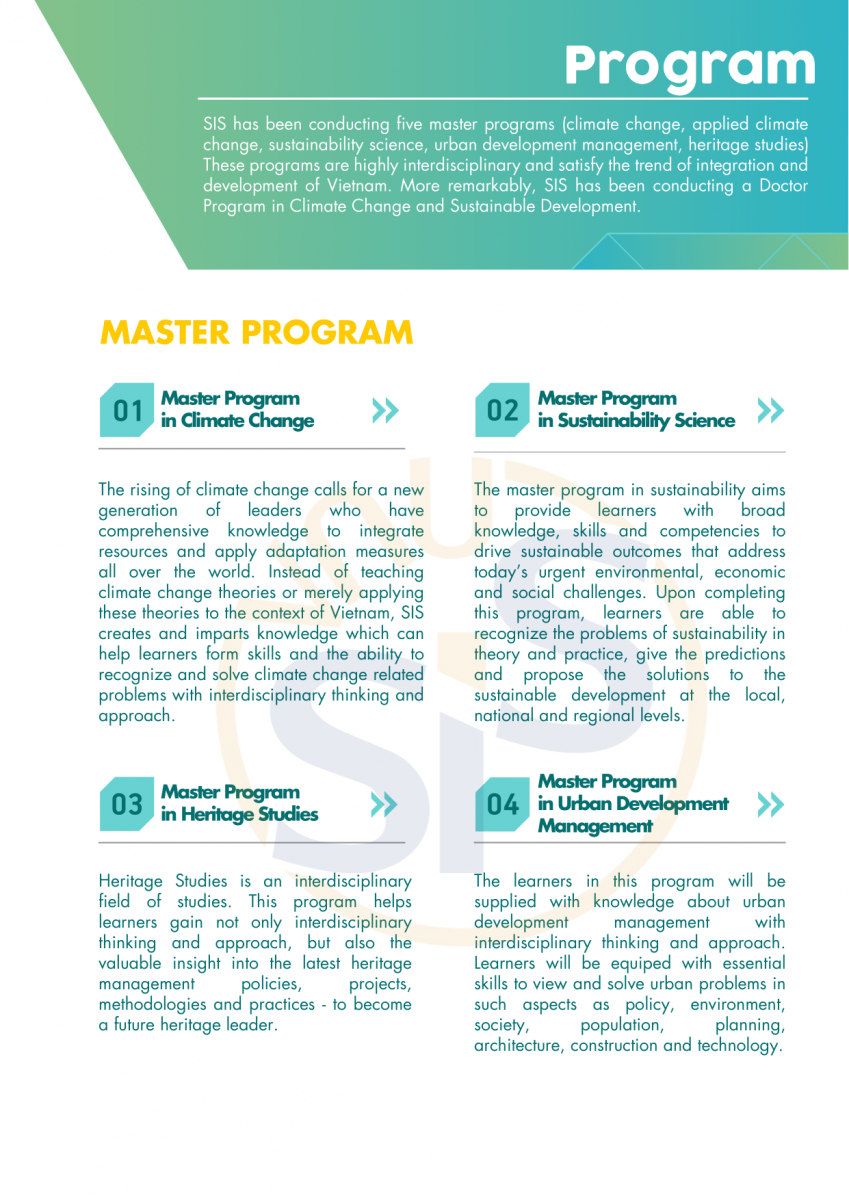 Program
SIS has been conducting five master programs (climate change, applied climate
change, sustainability science, urban development management, heritage studies)
These programs are highly interdisciplinary and satisfy the trend of integration and
development of Vietnam. More remarkably, SIS has been conducting a Doctor
Program in Climate Change and Sustainable Development.
MASTER PROGRAM
01
Master Program
in Climate Change
The rising of climate change calls for a new
generation of leaders who have
comprehensive knowledge to integrate
resources and apply adaptation measures
all over the world. Instead of teaching
climate change theories or merely applying
these theories to the context of Vietnam, SIS
creates and imparts knowledge which can
help learners form skills and the ability to
recognize and solve climate change related
problems with interdisciplinary thinking and
approach.
02
Master Program
in Sustainability Science
The master program in sustainability aims
to provide learners with broad
knowledge, skills and competencies to
drive sustainable outcomes that address
today’s urgent environmental, economic
and social challenges. Upon completing
this program, learners are able to
recognize the problems of sustainability in
theory and practice, give the predictions
and propose the solutions to the
sustainable development at the local,
national and regional levels.
03
Master Program
in Heritage Studies
Heritage Studies is an interdisciplinary
field of studies. This program helps
learners gain not only interdisciplinary
thinking and approach, but also the
valuable insight into the latest heritage
management policies, projects,
methodologies and practices - to become
a future heritage leader.
04
Master Program
in Urban Development
Management
The learners in this program will be
supplied with knowledge about urban
development management with
interdisciplinary thinking and approach.
Learners will be equiped with essential
skills to view and solve urban problems in
such aspects as policy, environment,
society, population, planning,
architecture, construction and technology.
SiS